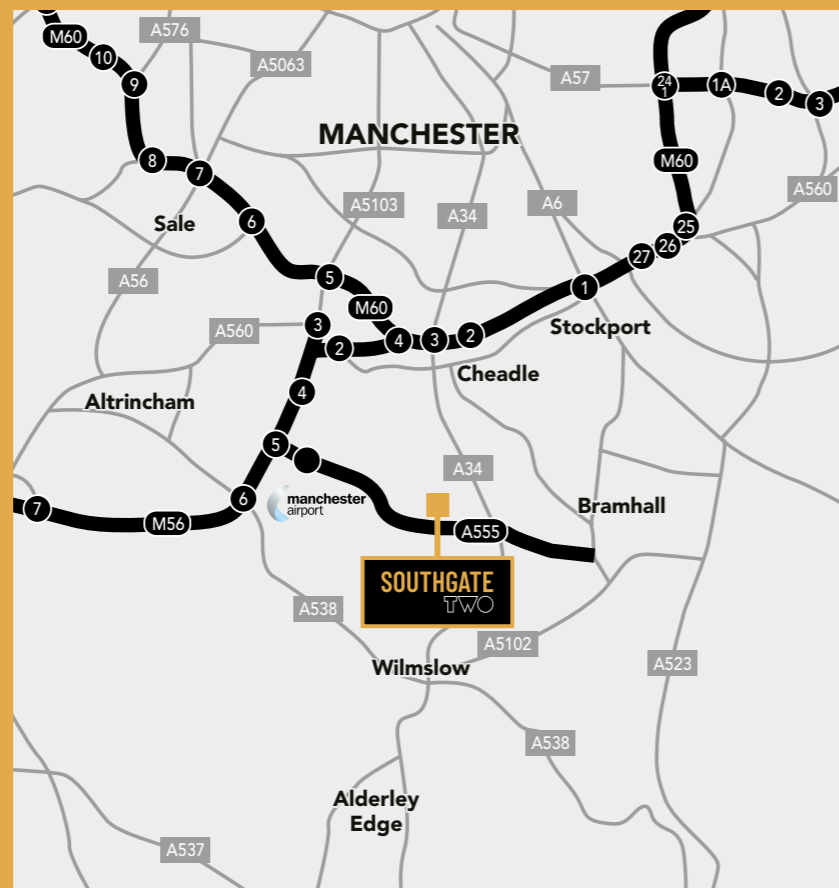 M60
A576
10
9
A5063
A57
24
1
1A
2
3
MANCHESTER
8
7
M60
A560
Sale
6
A5103
A34
A6
25
26
27
5
1
A56
M60
A560
3
2
4
3
2
Stockport
Cheadle
4
Altrincham
5
A34
6
manchester
airport
Bramhall
7
M56
A555
SOUTHGATE
TWO
A538
A5102
Wilmslow
A523
A538
Alderley
Edge
A537